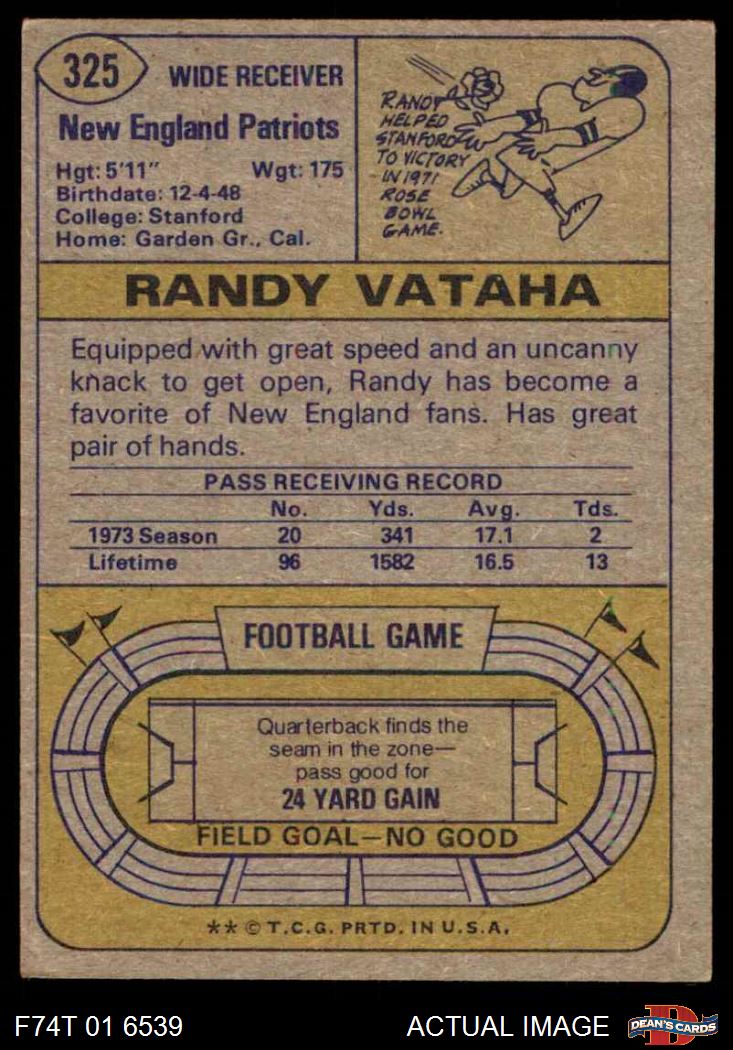 325
WIDE RECEIVER
New England Patriots
Hgt: 5'11" Wgt: 175
Birthdate: 12-4-48
College: Stanford
Home: Garden Gr., Cal.
RANDY
HELPED
STANFORD
TO VICTORY
IN 1971
ROSE
BOWL
GAME.
RANDY VATAHA
Equipped with great speed and an uncanny
knack to get open, Randy has become a
favorite of New England fans. Has great
pair of hands.
PASS RECEIVING RECORD
No. Yds. Avg. Tds.
1973 Season 20 341 17.1 2
Lifetime 96 1582 16.5 13
FOOTBALL GAME
Quarterback finds the
seam in the zone—
pass good for
24 YARD GAIN
FIELD GOAL—NO GOOD
** © T.C.G. PRTD. IN U.S.A.
F74T 01 6539
ACTUAL IMAGE
D
DEAN'S CARDS